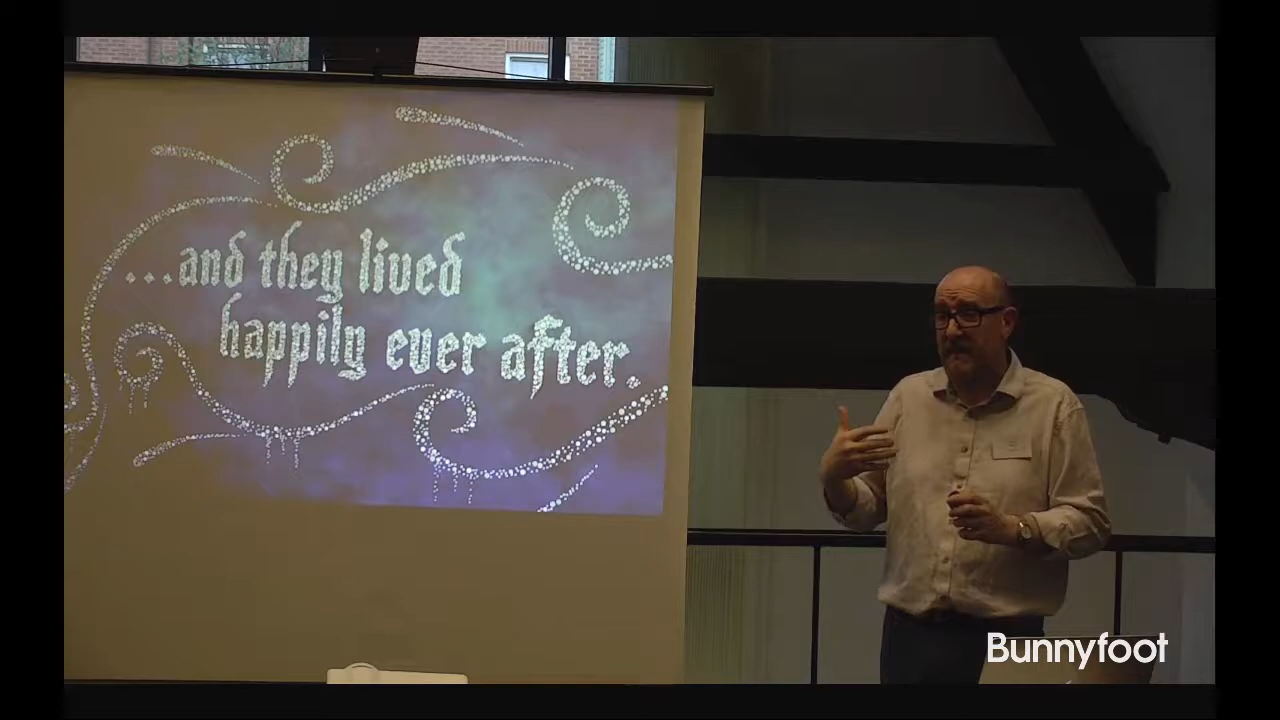 ...and they lived
happily ever after.
Bunnyfoot